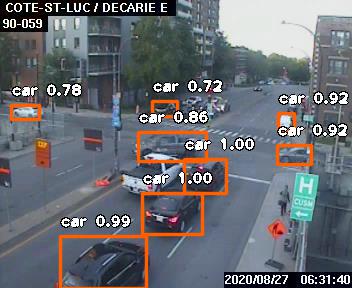 COTE-ST-LUC / DECARIE E
90-059
car 0.78
car 0.72
car 0.92
car 0.86
car 0.92
car 1.00
car 1.00
H
CUSM
car 0.99
2020/08/27 06:31:40